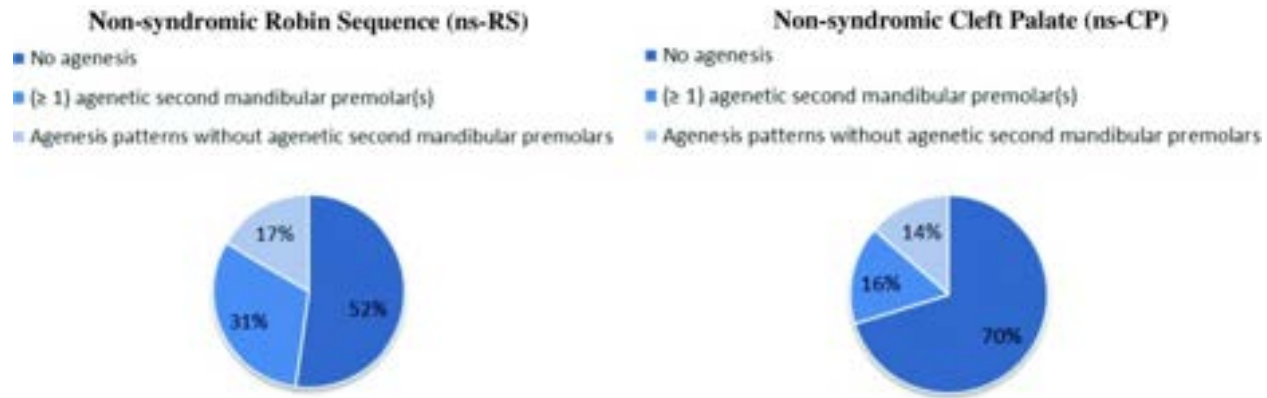 Non-syndromic Robin Sequence (ns-RS)
No agenesis
(≥ 1) agenetic second mandibular premolar(s)
Agenesis patterns without agenetic second mandibular premolars
17%
31%
52%
Non-syndromic Cleft Palate (ns-CP)
No agenesis
(≥ 1) agenetic second mandibular premolar(s)
Agenesis patterns without agenetic second mandibular premolars
14%
16%
70%